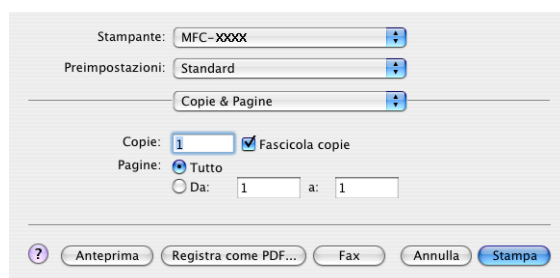 Stampante: MFC-XXXX
Preimpostazioni: Standard
Copie & Pagine
Copie: 1 Fascicola copie
Pagine: Tutto
Da: 1 a: 1
? Anteprima Registra come PDF... Fax Annulla Stampa